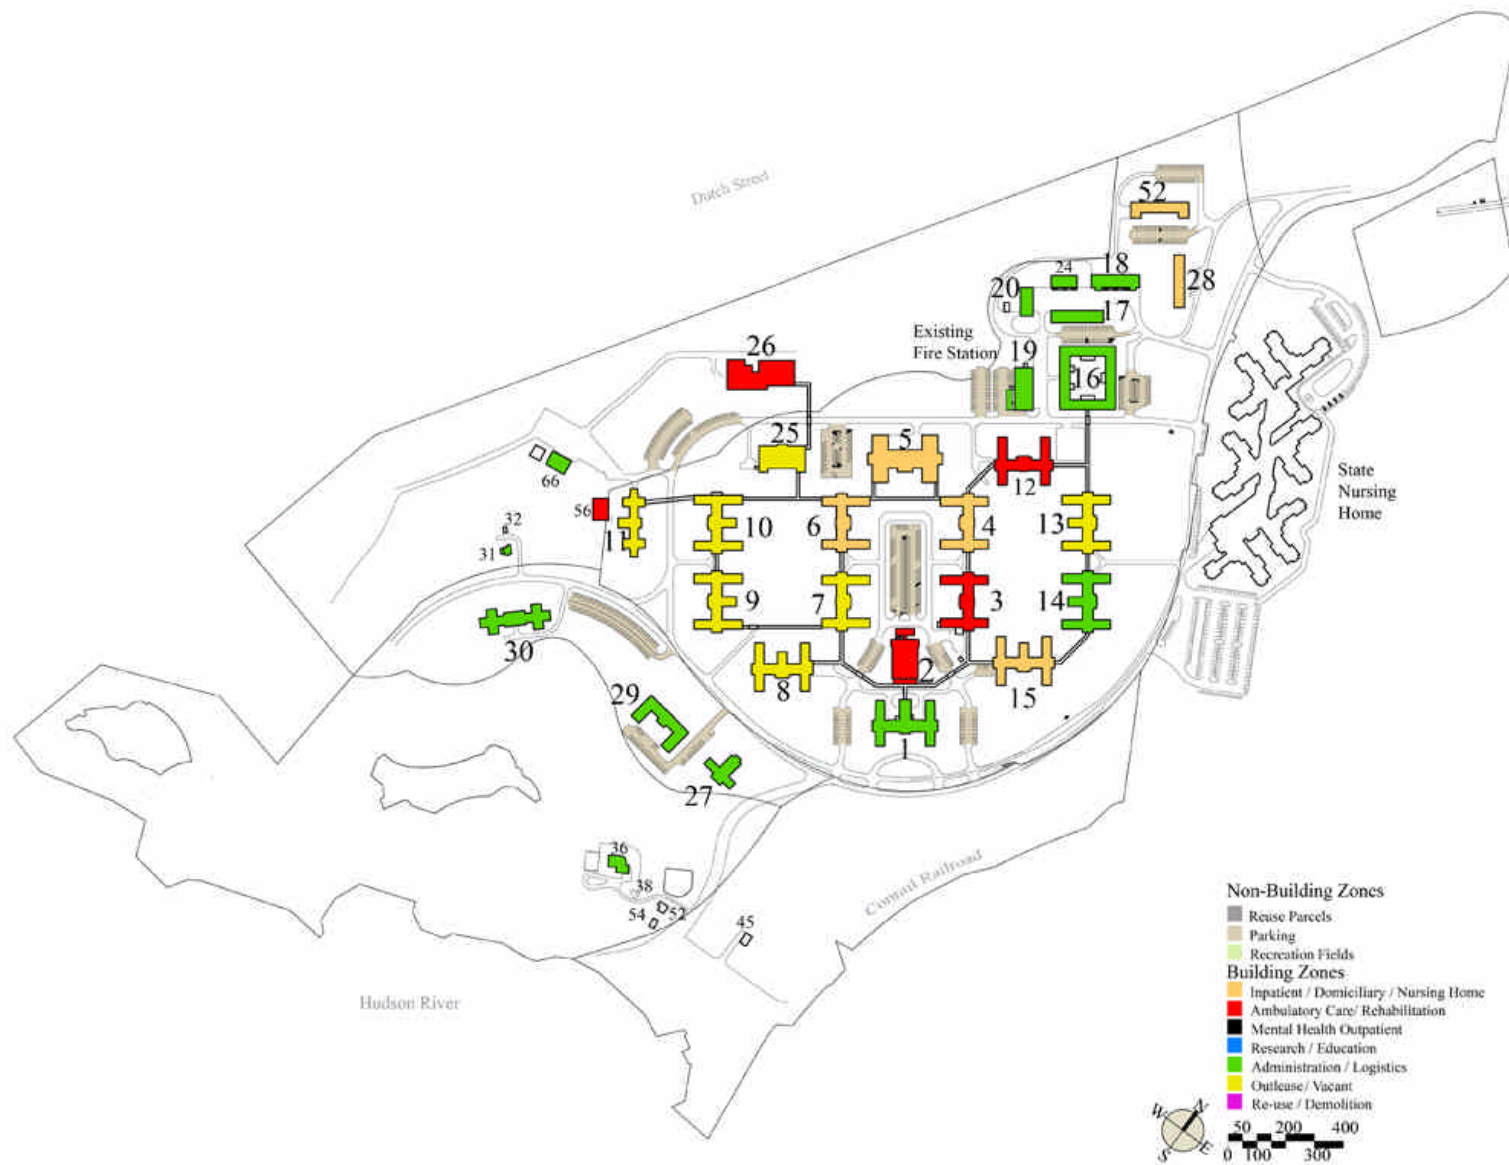 Dutch Street
52
24
18
20
28
17
Existing
Fire Station
19
26
16
25
5
12
State
Nursing
Home
66
56
32
11
10
6
4
13
31
9
7
3
14
30
8
2
15
29
1
27
36
38
54
52
45
Conrail Railroad
Hudson River
Non-Building Zones
Reuse Parcels
Parking
Recreation Fields
Building Zones
Inpatient / Domiciliary / Nursing Home
Ambulatory Care/ Rehabilitation
Mental Health Outpatient
Research / Education
Administration / Logistics
Outlease/ Vacant
Re-use / Demolition
W N
S E
50 200 400
0 100 300